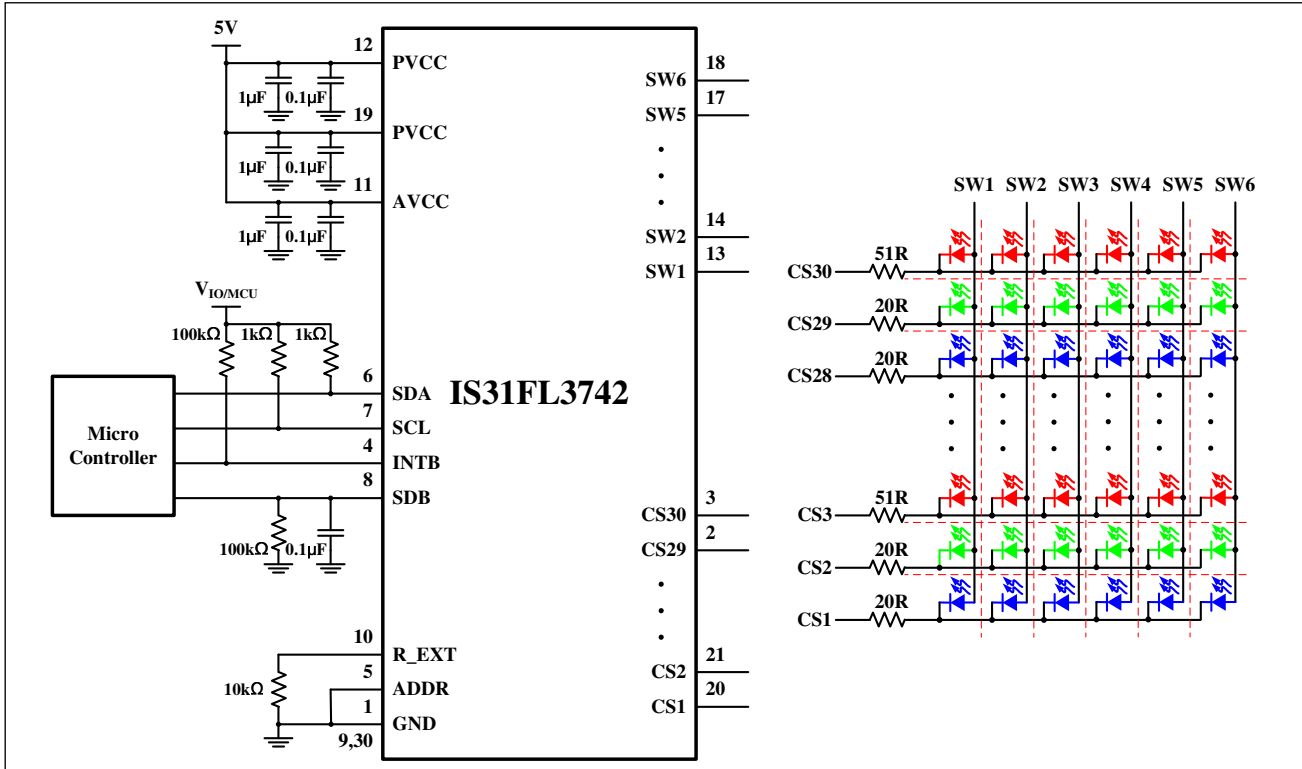 5V
12
PVCC
1µF
0.1µF
19
PVCC
1µF
0.1µF
11
AVCC
1µF
0.1µF
V_IO/MCU
100kΩ
1kΩ
1kΩ
Micro
Controller
6
SDA
7
SCL
4
INTB
8
SDB
100kΩ
0.1µF
10
R_EXT
5
ADDR
10kΩ
1
GND
9,30
IS31FL3742
18
SW6
17
SW5
14
SW2
13
SW1
3
CS30
2
CS29
21
CS2
20
CS1
SW1 SW2 SW3 SW4 SW5 SW6
51R
CS30
20R
CS29
20R
CS28
51R
CS3
20R
CS2
20R
CS1